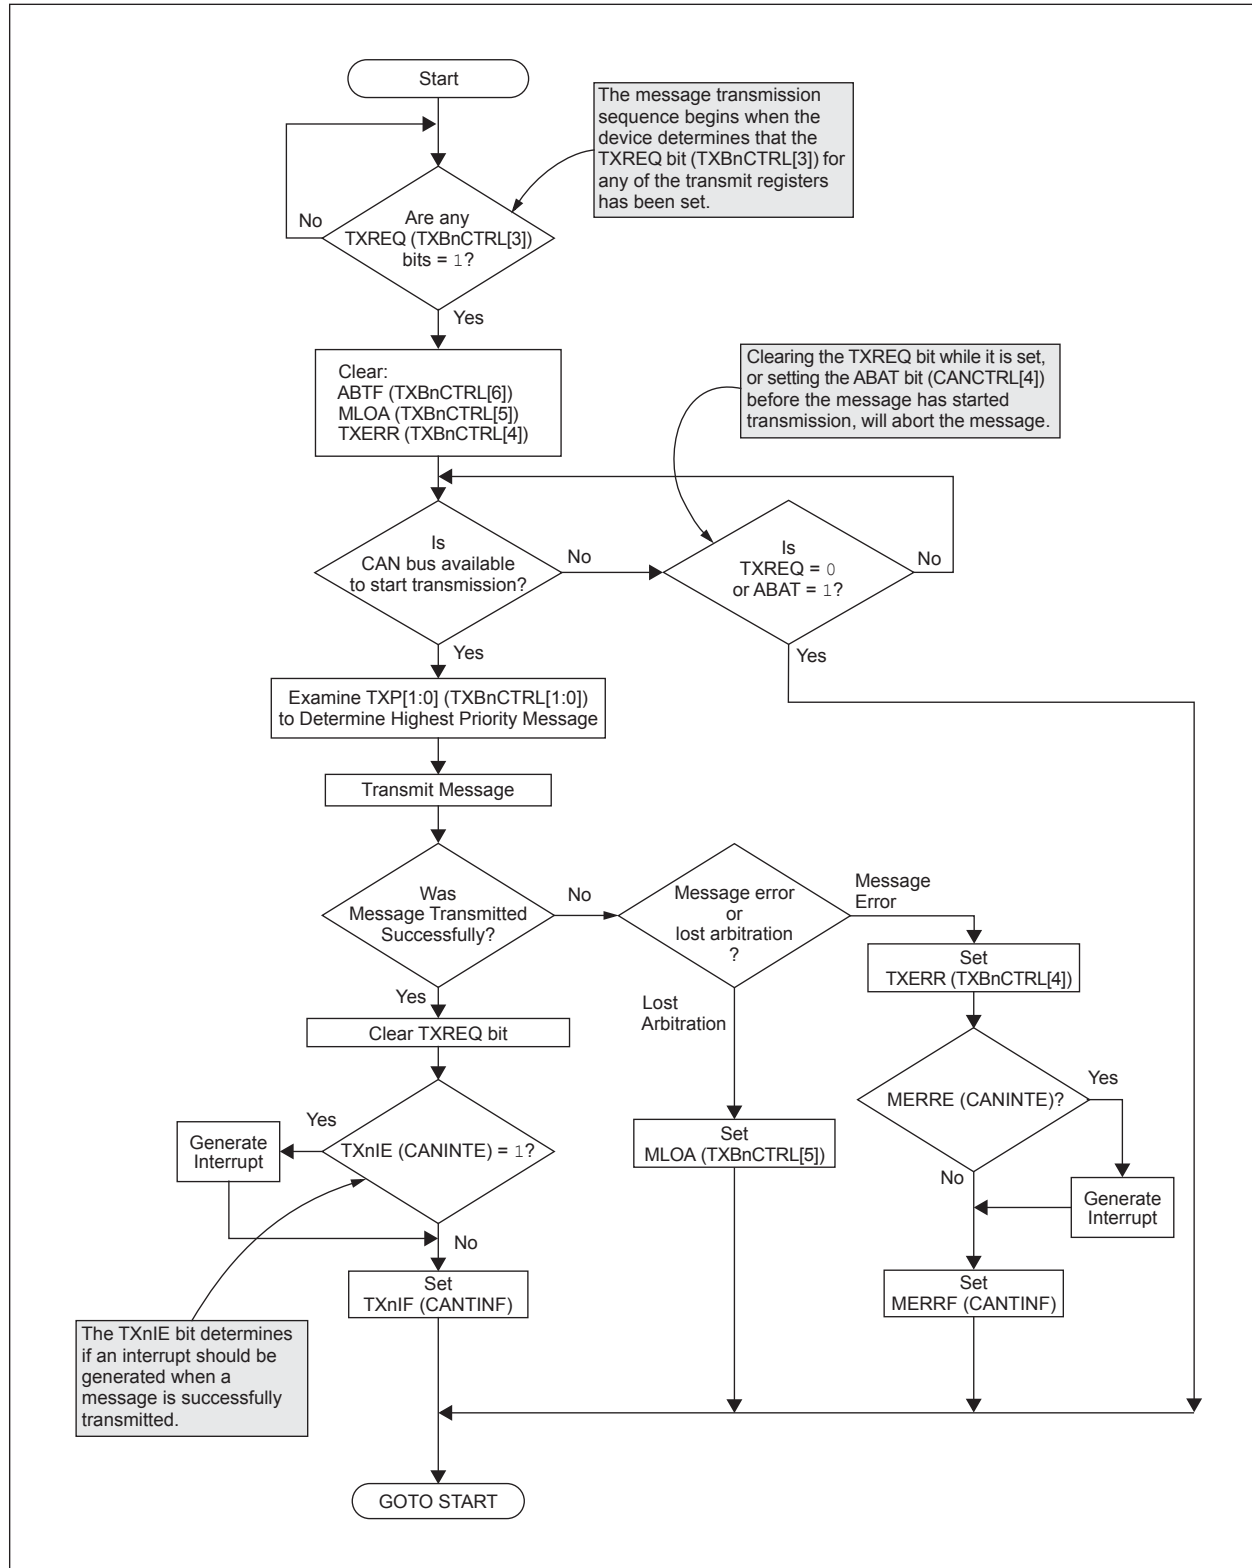 Start
The message transmission
sequence begins when the
device determines that the
TXREQ bit (TXBnCTRL[3]) for
any of the transmit registers
has been set.
No
Are any
TXREQ (TXBnCTRL[3])
bits = 1?
Yes
Clear:
ABTF (TXBnCTRL[6])
MLOA (TXBnCTRL[5])
TXERR (TXBnCTRL[4])
Clearing the TXREQ bit while it is set,
or setting the ABAT bit (CANCTRL[4])
before the message has started
transmission, will abort the message.
Is
CAN bus available
to start transmission?
No
Is
TXREQ = 0
or ABAT = 1?
No
Yes
Yes
Examine TXP[1:0] (TXBnCTRL[1:0])
to Determine Highest Priority Message
Transmit Message
Was
Message Transmitted
Successfully?
No
Message error
or
lost arbitration
?
Message
Error
Set
TXERR (TXBnCTRL[4])
Yes
Lost
Arbitration
Clear TXREQ bit
MERRE (CANINTE)?
Yes
Yes
TXnIE (CANINTE) = 1?
Generate
Interrupt
Set
MLOA (TXBnCTRL[5])
No
Generate
Interrupt
No
Set
TXnIF (CANTINF)
Set
MERRF (CANTINF)
The TXnIE bit determines
if an interrupt should be
generated when a
message is successfully
transmitted.
GOTO START